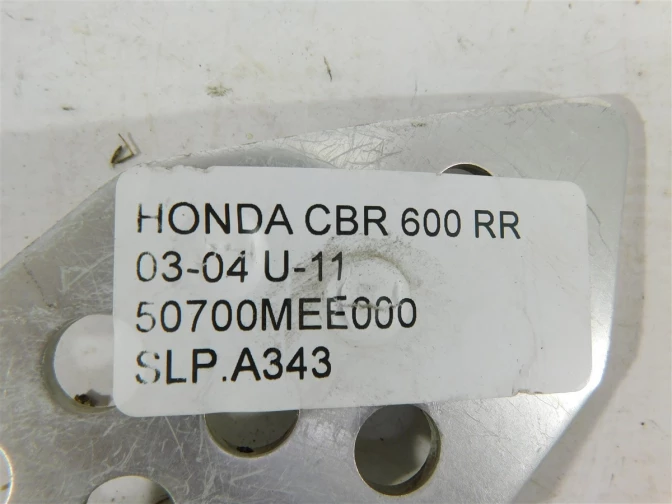 HONDA CBR 600 RR
03-04 U-11
50700MEE000
SLP.A343